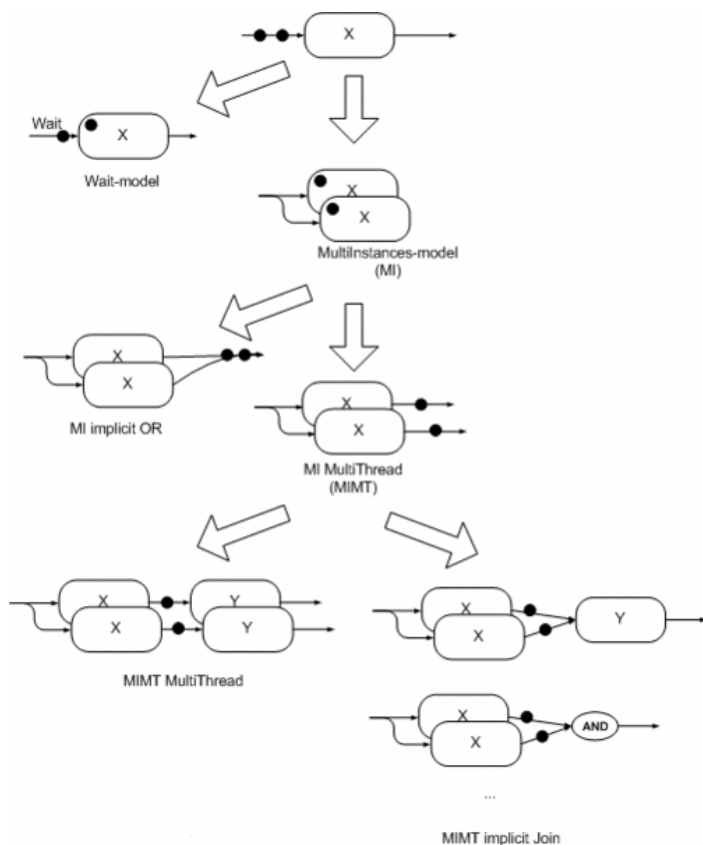 X
Wait
X
Wait-model
X
X
MultiInstances-model
(MI)
X
X
MI implicit OR
X
X
MI MultiThread
(MIMT)
X Y
X Y
MIMT MultiThread
X
X
Y
X
X
AND
...
MIMT implicit Join